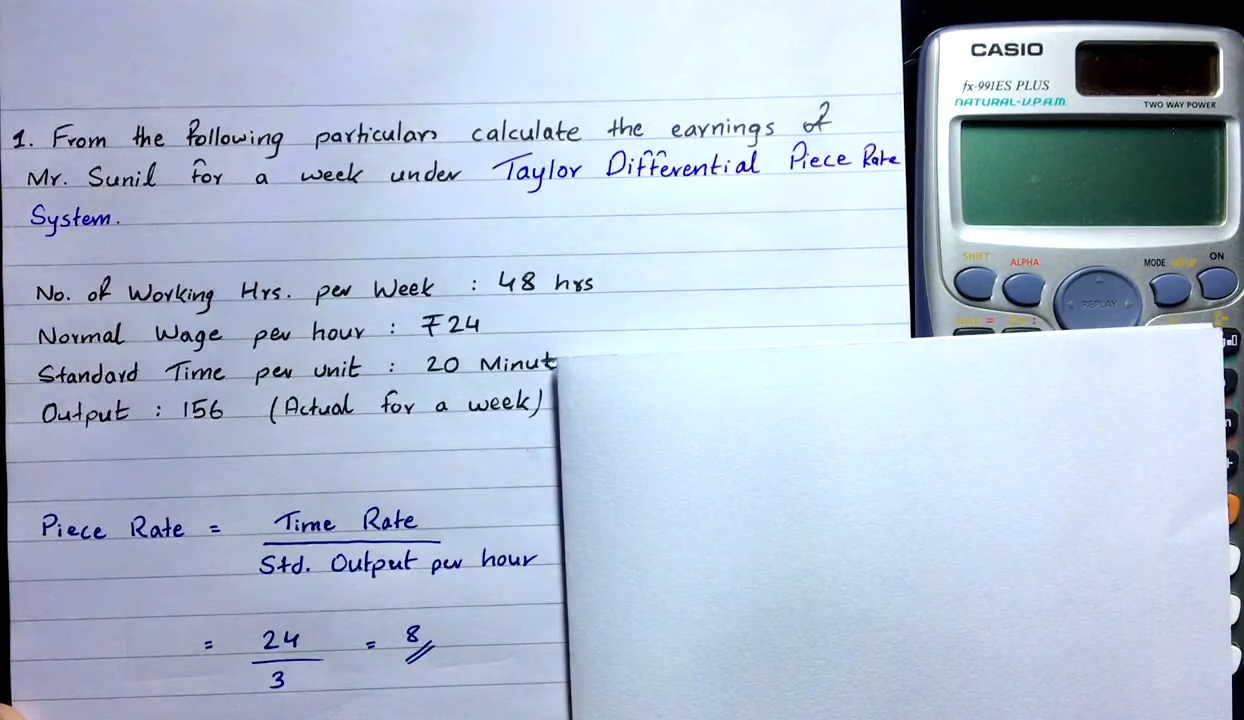 1. From the following particulars calculate the earnings of
Mr. Sunil for a week under Taylor Differential Piece Rate
System.
No. of Working Hrs. per Week : 48 hrs
Normal Wage per hour : ₹24
Standard Time per unit : 20 Minut
Output : 156 (Actual for a week)
Piece Rate = Time Rate
Std. Output per hour
= 24 = 8
3
CASIO
fx-991ES PLUS
NATURAL-V.P.A.M.
TWO WAY POWER
SHIFT ALPHA MODE SETUP ON
REPLAY